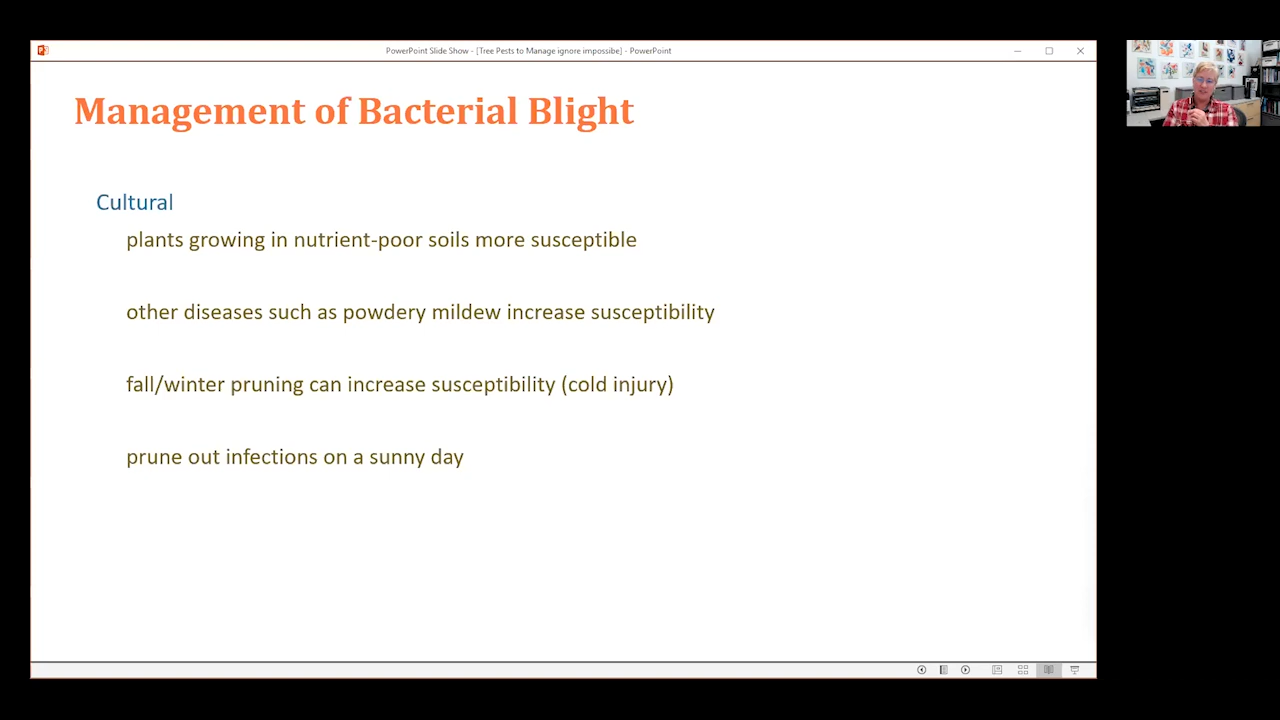 PowerPoint Slide Show - [Tree Pests to Manage ignore impossibe] - PowerPoint
Management of Bacterial Blight
Cultural
plants growing in nutrient-poor soils more susceptible
other diseases such as powdery mildew increase susceptibility
fall/winter pruning can increase susceptibility (cold injury)
prune out infections on a sunny day